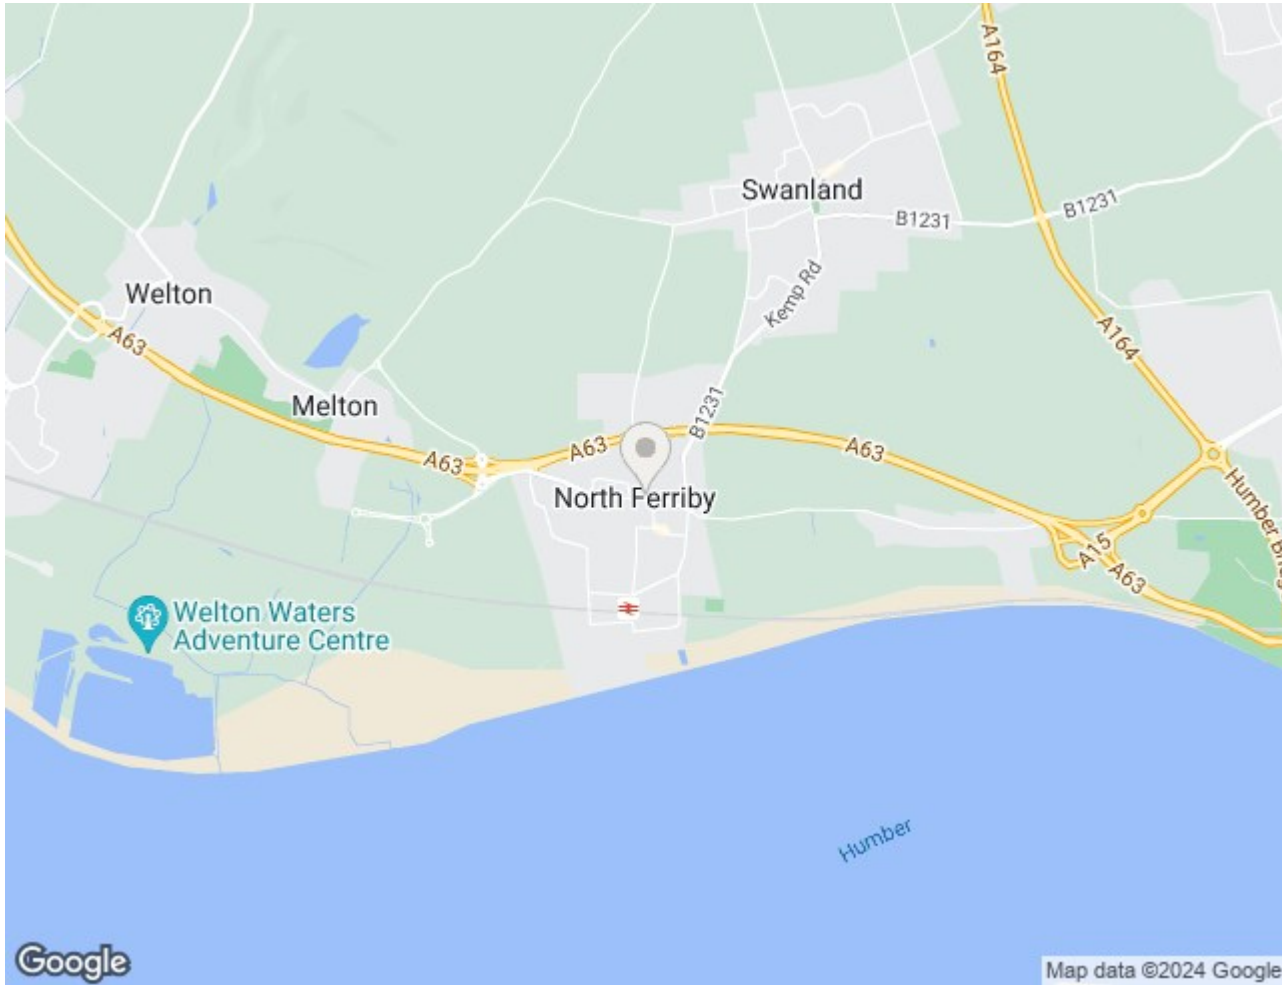 A164
Swanland
B1231
B1231
Kemp Rd
Welton
A63
A164
Melton
B1231
A63
A63
A63
North Ferriby
A15
A63
Welton Waters
Adventure Centre
Humber
Google
Map data ©2024 Google